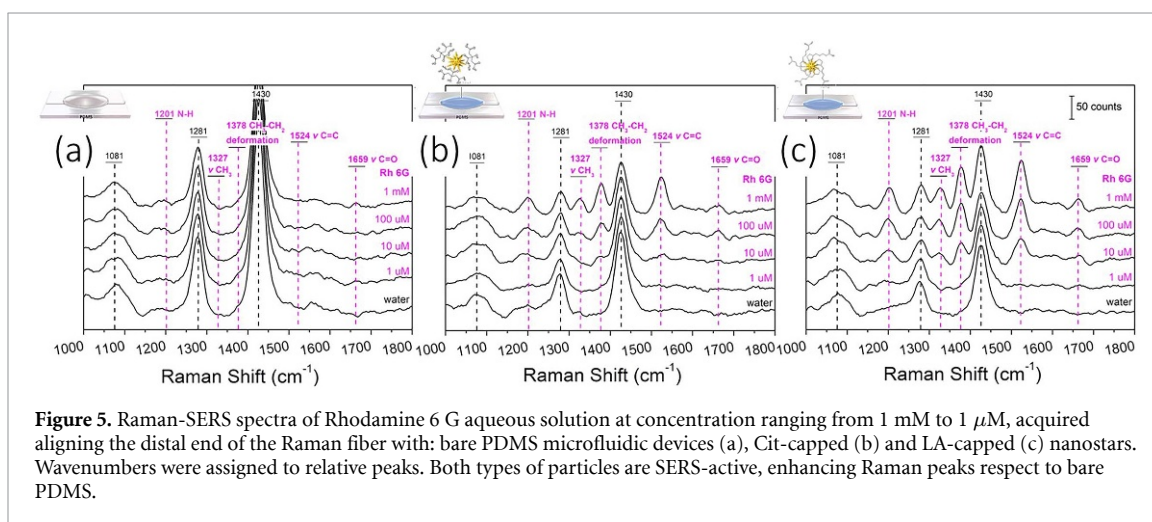 (a)
1081
1201 N-H
1281
1327
ν CH3
1378 CH3-CH2
deformation
1430
1524 ν C=C
1659 ν C=O
Rh 6G
1 mM
100 uM
10 uM
1 uM
water
1000 1100 1200 1300 1400 1500 1600 1700 1800
Raman Shift (cm-1)
(b)
1081
1201 N-H
1281
1327
ν CH3
1378 CH3-CH2
deformation
1430
1524 ν C=C
1659 ν C=O
Rh 6G
1 mM
100 uM
10 uM
1 uM
water
1000 1100 1200 1300 1400 1500 1600 1700 1800
Raman Shift (cm-1)
(c)
50 counts
1081
1201 N-H
1281
1327
ν CH3
1378 CH3-CH2
deformation
1430
1524 ν C=C
1659 ν C=O
Rh 6G
1 mM
100 uM
10 uM
1 uM
water
1000 1100 1200 1300 1400 1500 1600 1700 1800
Raman Shift (cm-1)
Figure 5. Raman-SERS spectra of Rhodamine 6 G aqueous solution at concentration ranging from 1 mM to 1 μM, acquired
aligning the distal end of the Raman fiber with: bare PDMS microfluidic devices (a), Cit-capped (b) and LA-capped (c) nanostars.
Wavenumbers were assigned to relative peaks. Both types of particles are SERS-active, enhancing Raman peaks respect to bare
PDMS.